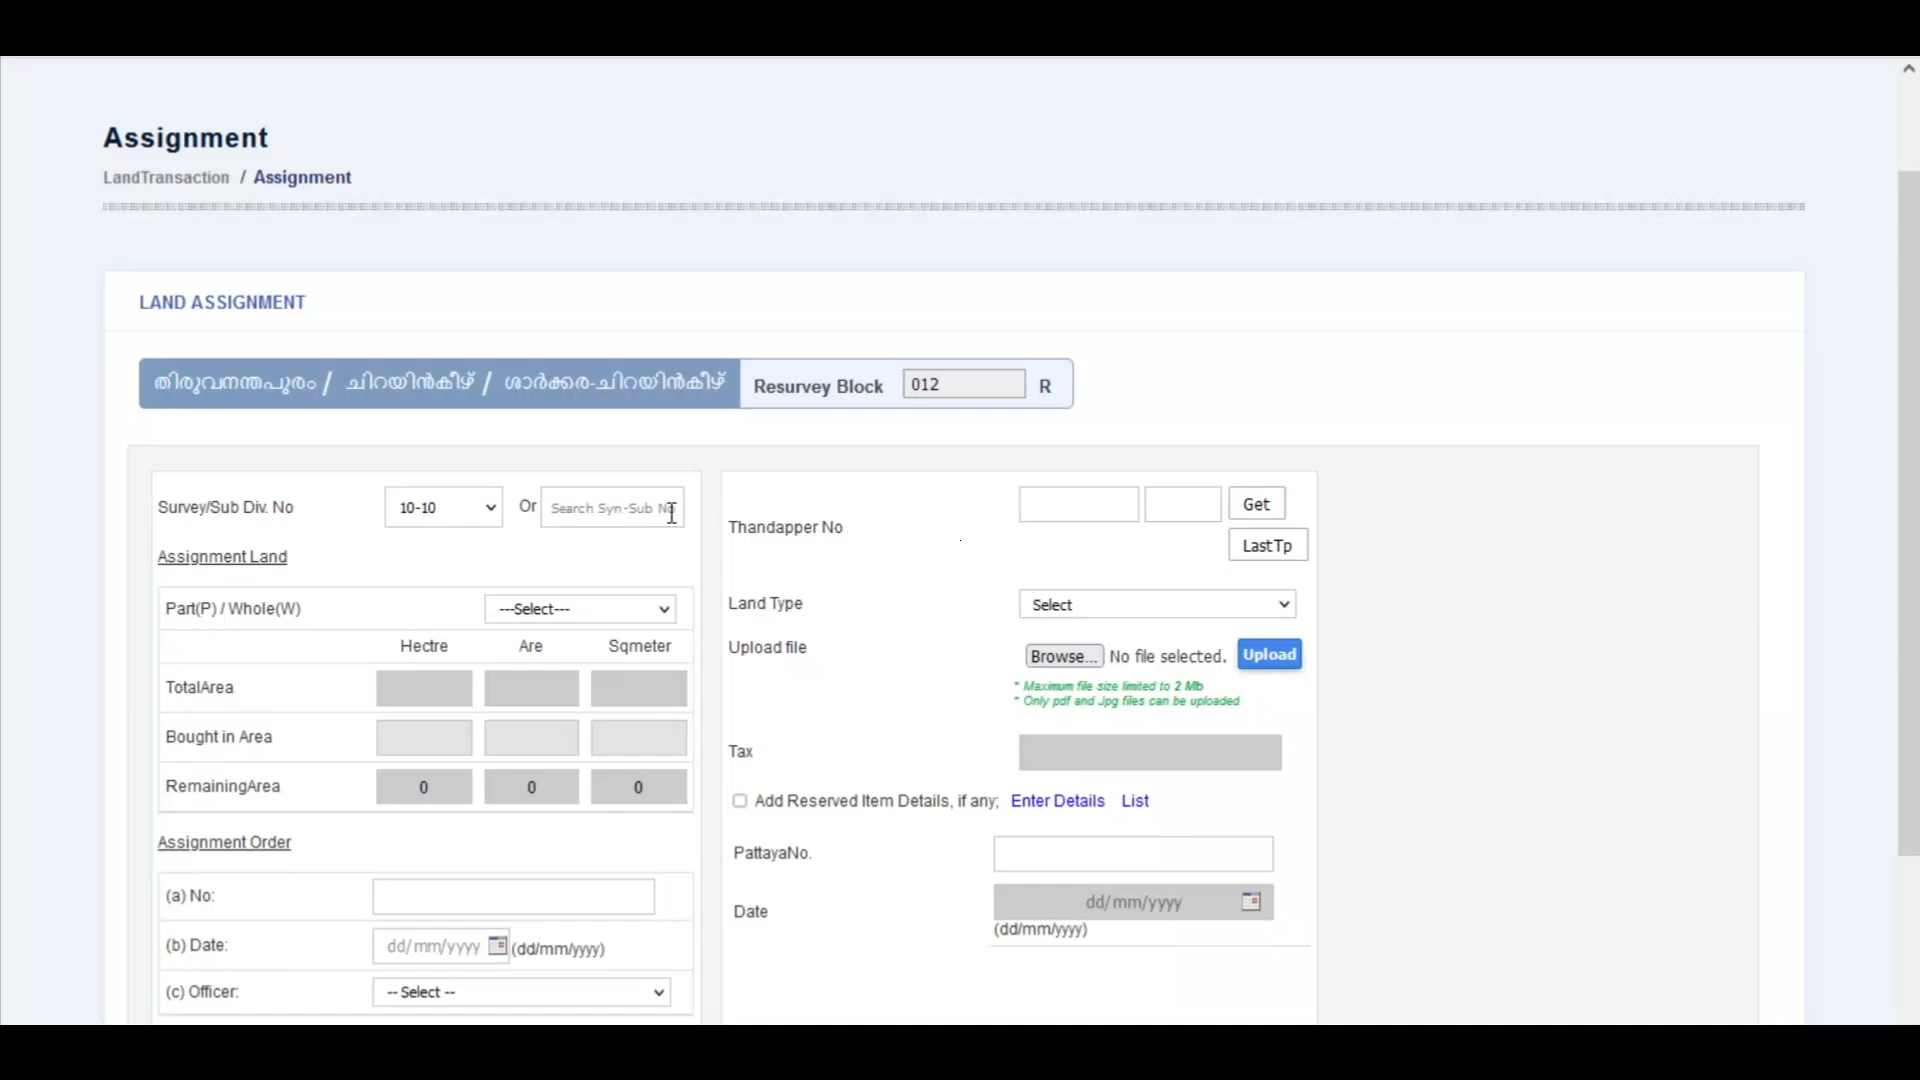 Assignment
LandTransaction / Assignment
LAND ASSIGNMENT
തിരുവനന്തപുരം / ചിറയിൻകീഴ് / ശാർക്കര-ചിറയിൻകീഴ് Resurvey Block 012 R
Survey/Sub Div. No 10-10 Or Search Syn-Sub No
Assignment Land
Part(P) / Whole(W) ---Select---
Hectre Are Sqmeter
TotalArea
Bought in Area
RemainingArea 0 0 0
Assignment Order
(a) No:
(b) Date: dd/mm/yyyy (dd/mm/yyyy)
(c) Officer: -- Select --
Thandapper No Get
LastTp
Land Type Select
Upload file Browse... No file selected. Upload
* Maximum file size limited to 2 Mb
* Only pdf and Jpg files can be uploaded
Tax
Add Reserved Item Details, if any; Enter Details List
PattayaNo.
Date dd/mm/yyyy
(dd/mm/yyyy)